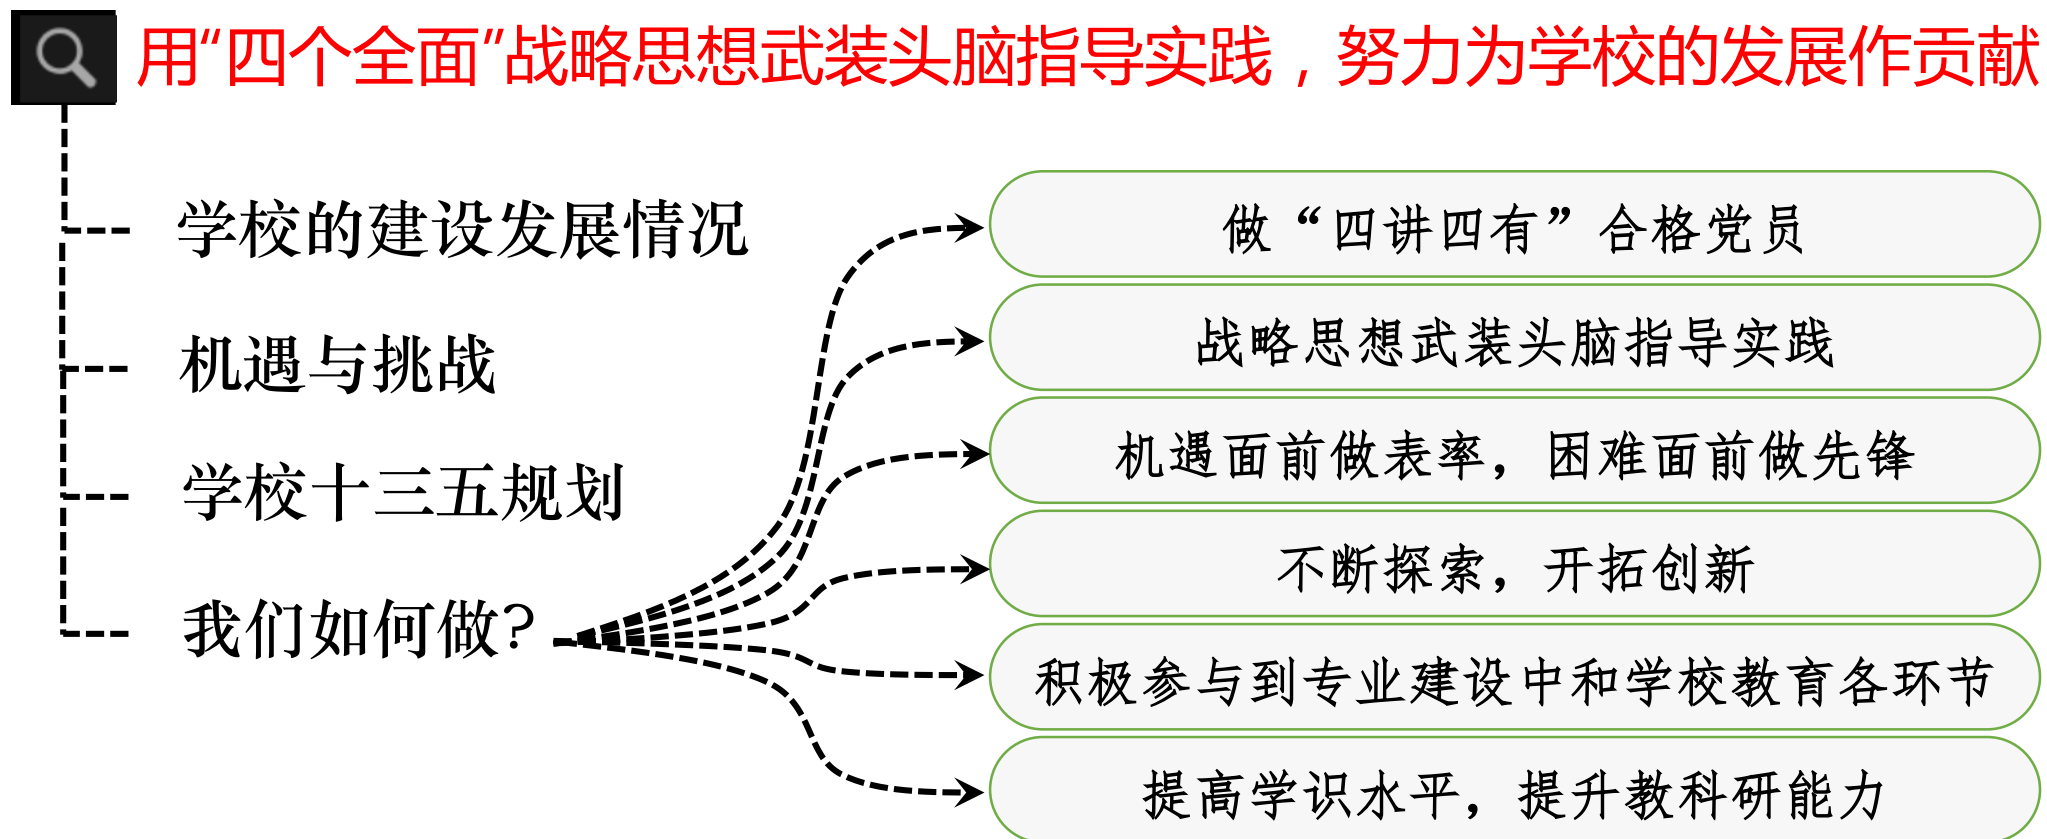 用“四个全面”战略思想武装头脑指导实践，努力为学校的发展作贡献
学校的建设发展情况
机遇与挑战
学校十三五规划
我们如何做？
做“四讲四有”合格党员
战略思想武装头脑指导实践
机遇面前做表率，困难面前做先锋
不断探索，开拓创新
积极参与到专业建设中和学校教育各环节
提高学识水平，提升教科研能力